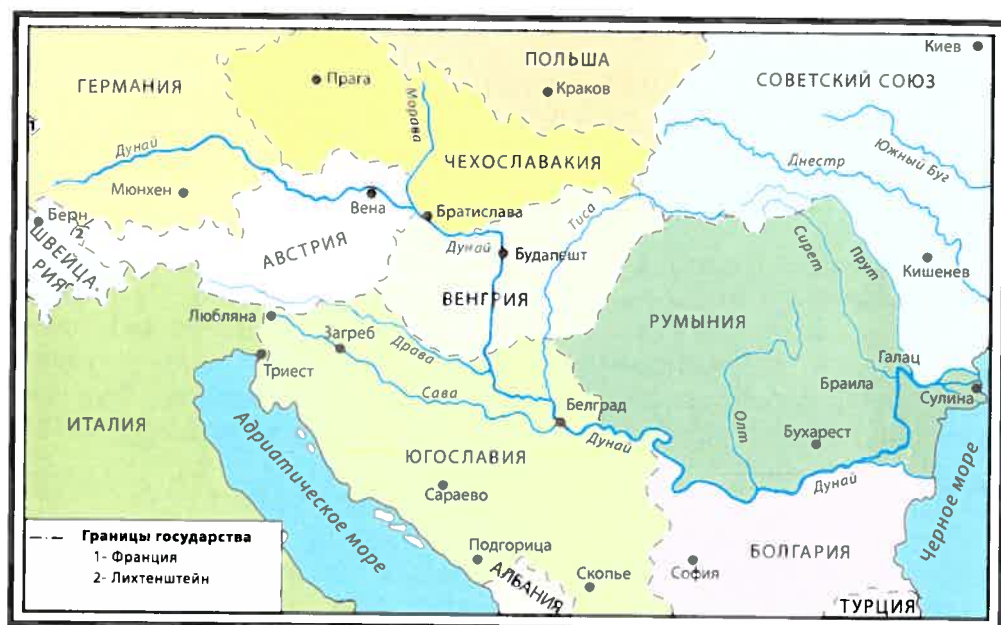 Киев
ПОЛЬША
СОВЕТСКИЙ СОЮЗ
ГЕРМАНИЯ
Прага
Краков
Морава
1
Дунай
ЧЕХОСЛАВАКИЯ
Днестр
Южный Буг
Мюнхен
Вена
Братислава
Тиса
Берн
2
ШВЕЙЦА
РИЯ
АВСТРИЯ
Дунай
Будапешт
Сирет
Прут
Кишенев
ВЕНГРИЯ
Любляна
Загреб
Драва
РУМЫНИЯ
Триест
Галац
Сава
Браила
Сулина
Белград
ИТАЛИЯ
Адриатическое море
Дунай
Олт
Бухарест
ЮГОСЛАВИЯ
Сараево
Дунай
Черное море
Границы государства
1- Франция
2- Лихтенштейн
Подгорица
АЛБАНИЯ
Скопье
София
БОЛГАРИЯ
ТУРЦИЯ